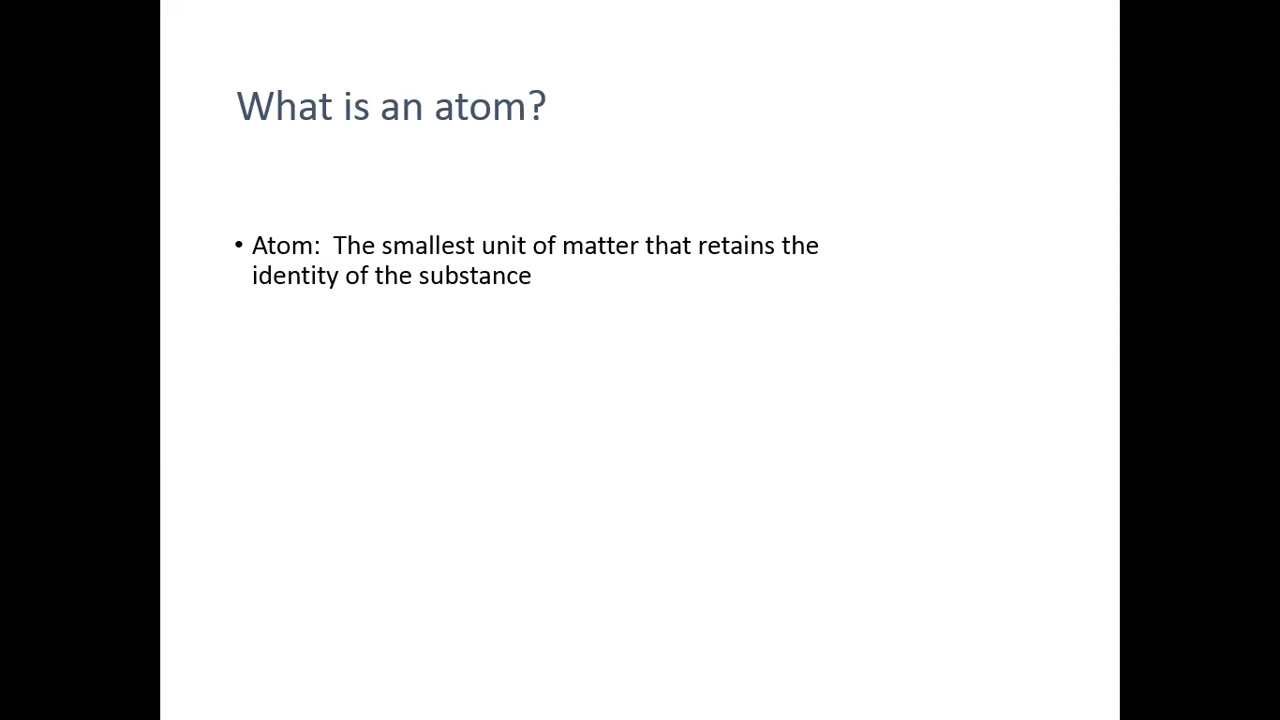 What is an atom?
• Atom:  The smallest unit of matter that retains the
identity of the substance